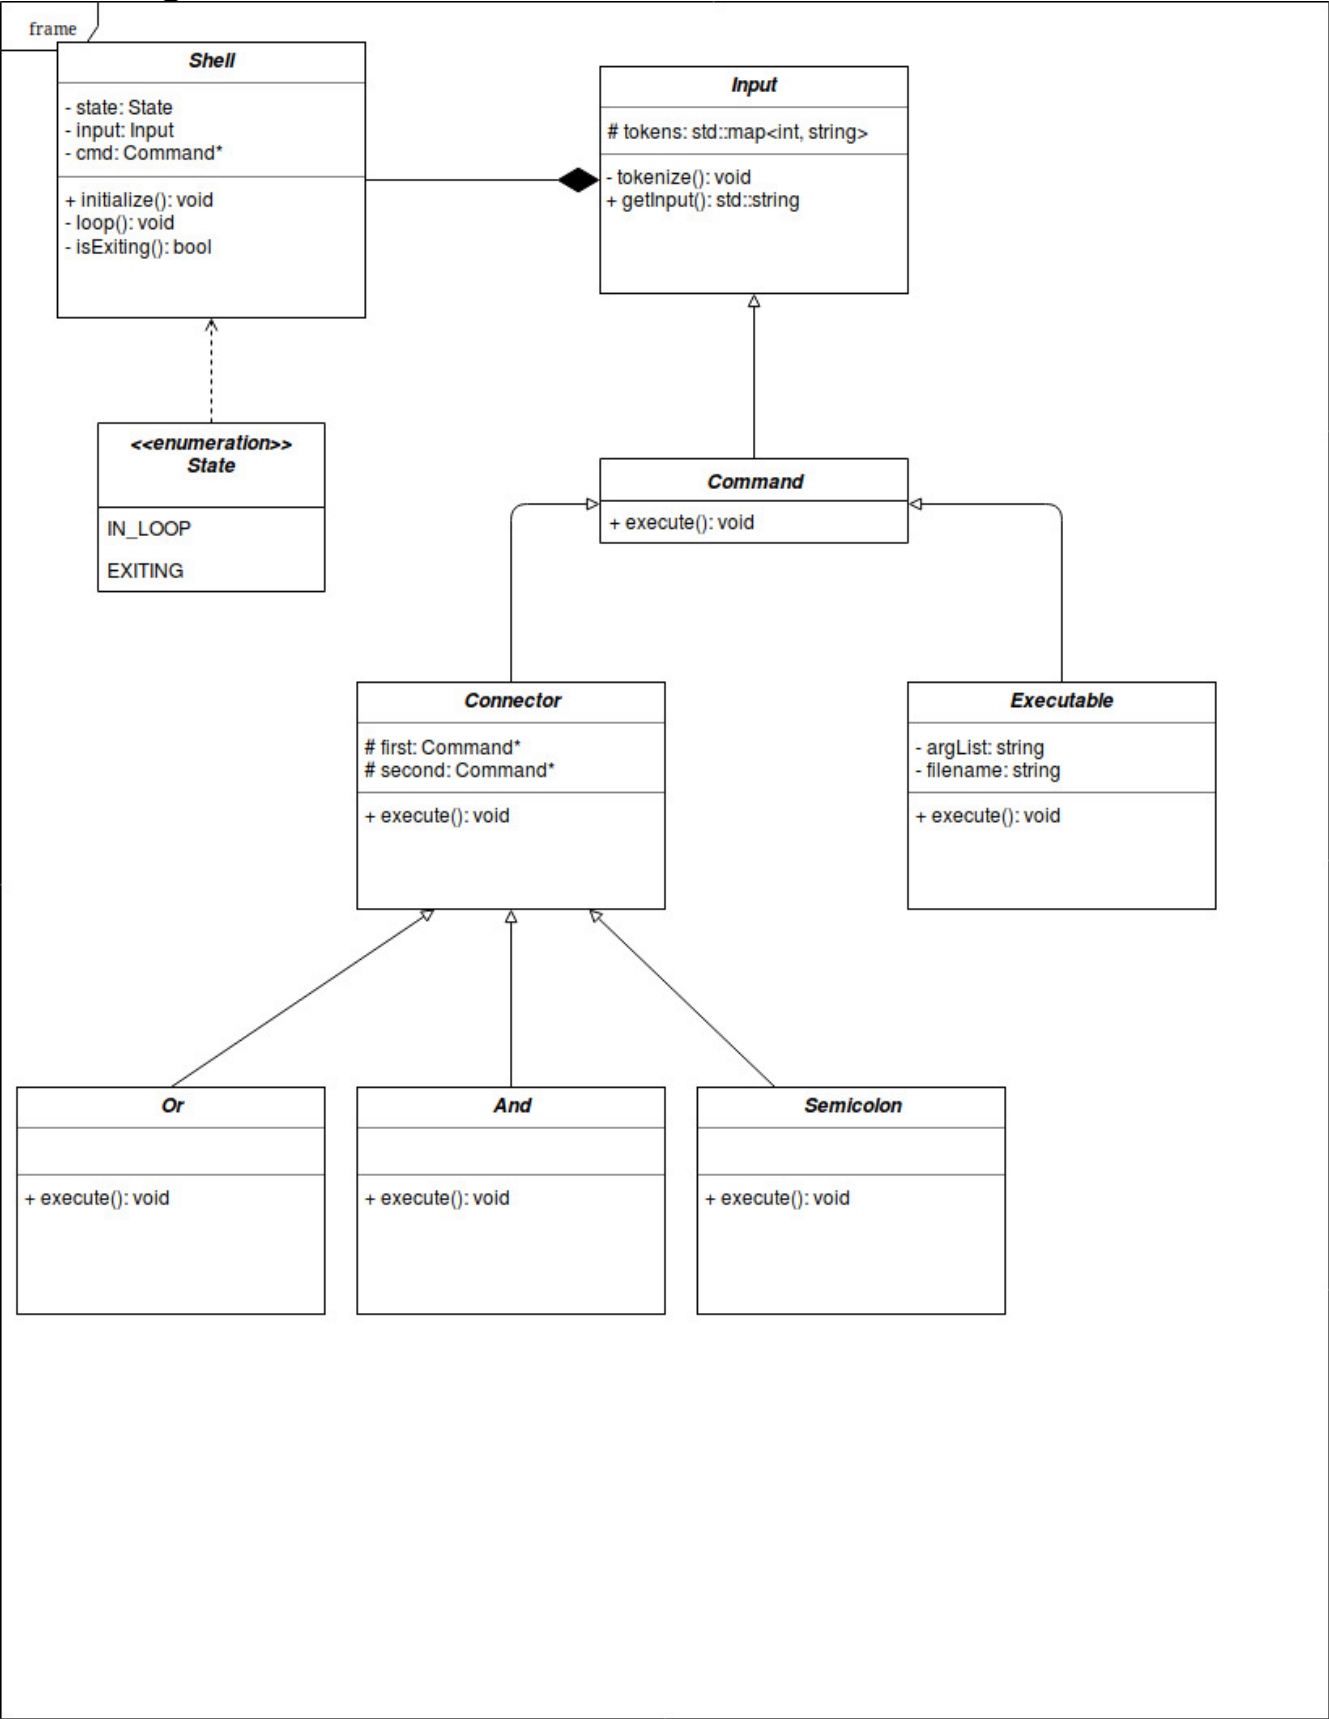 frame
Shell
- state: State
- input: Input
- cmd: Command*
+ initialize(): void
- loop(): void
- isExiting(): bool
Input
# tokens: std::map<int, string>
- tokenize(): void
+ getInput(): std::string
<<enumeration>>
State
IN_LOOP
EXITING
Command
+ execute(): void
Connector
# first: Command*
# second: Command*
+ execute(): void
Executable
- argList: string
- filename: string
+ execute(): void
Or
+ execute(): void
And
+ execute(): void
Semicolon
+ execute(): void